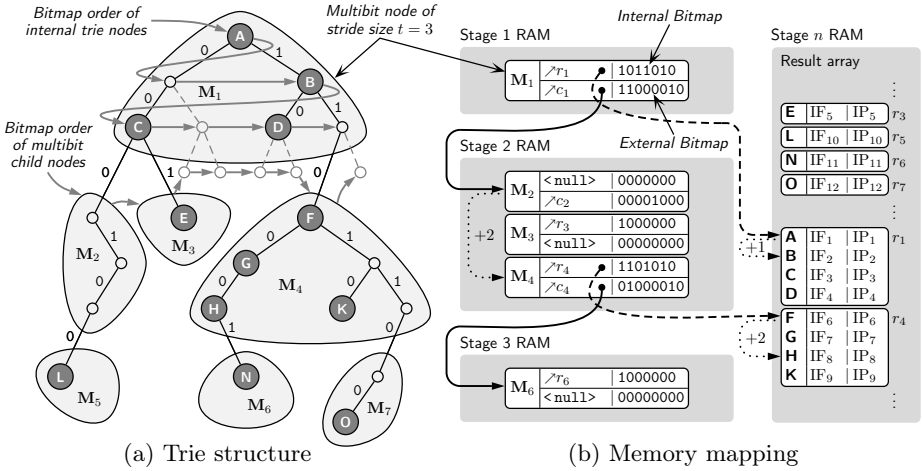 Bitmap order of
internal trie nodes
Multibit node of
stride size t = 3
A
0
1
M1
B
0
0
1
C
D
Bitmap order
of multibit
child nodes
0
1
0
E
M3
F
0
1
M2
1
G
M4
0
0
0
1
H
K
0
1
0
L
M5
N
M6
0
M7
O
(a) Trie structure
Internal Bitmap
Stage 1 RAM
M1 ↗r1 | 1011010
↗c1 | 11000010
External Bitmap
Stage 2 RAM
M2 <null> | 0000000
↗c2 | 00001000
+2
M3 ↗r3 | 1000000
<null> | 00000000
M4 ↗r4 | 1101010
↗c4 | 01000010
Stage 3 RAM
M6 ↗r6 | 1000000
<null> | 00000000
Stage n RAM
Result array
⋮
E IF5 | IP5 r3
L IF10 | IP10 r5
N IF11 | IP11 r6
O IF12 | IP12 r7
⋮
A IF1 | IP1 r1
+1
B IF2 | IP2
C IF3 | IP3
D IF4 | IP4
F IF6 | IP6 r4
+2
G IF7 | IP7
H IF8 | IP8
K IF9 | IP9
⋮
(b) Memory mapping